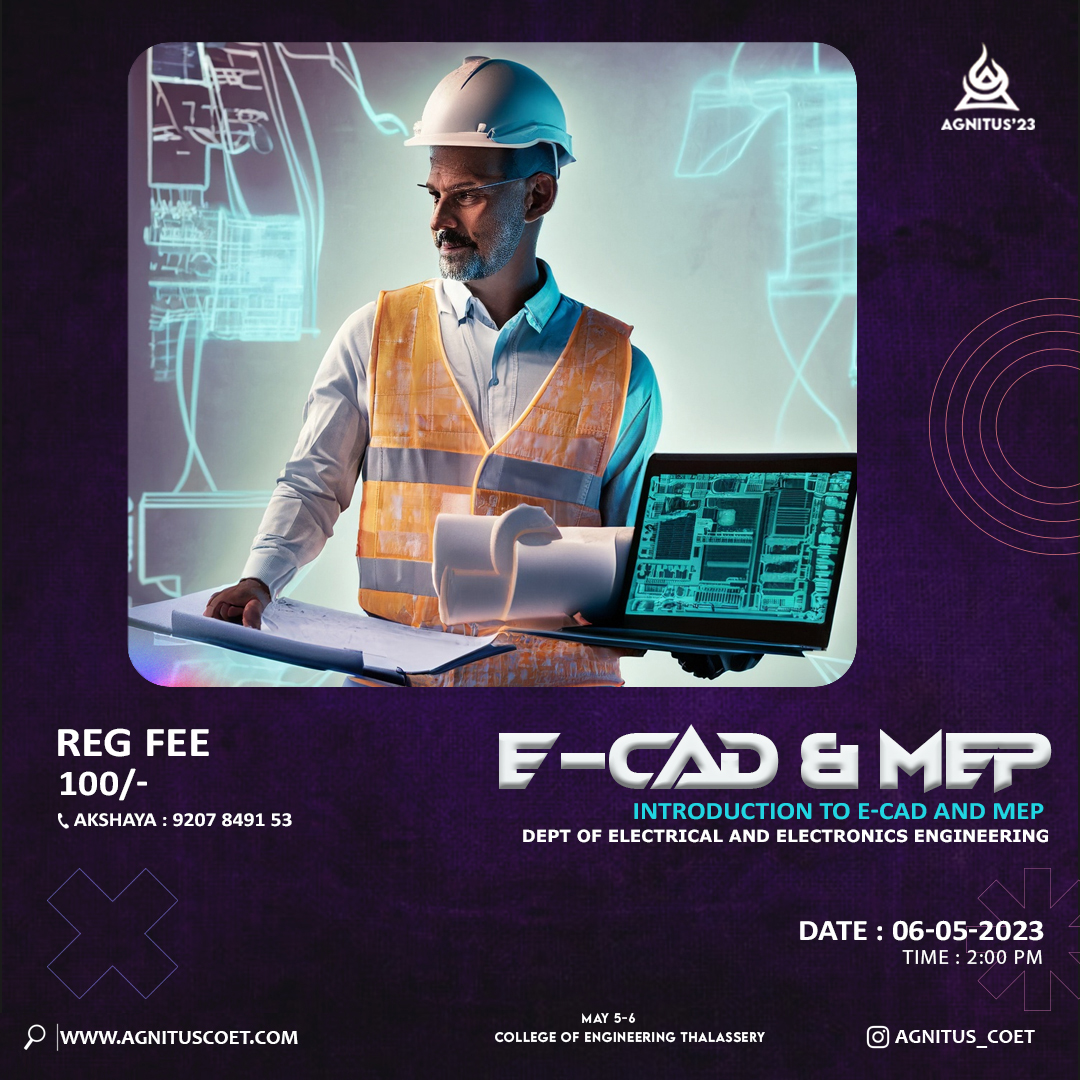 AGNITUS'23
REG FEE
100/-
AKSHAYA : 9207 8491 53
E-CAD & MEP
INTRODUCTION TO E-CAD AND MEP
DEPT OF ELECTRICAL AND ELECTRONICS ENGINEERING
DATE : 06-05-2023
TIME : 2:00 PM
WWW.AGNITUSCOET.COM
MAY 5-6
COLLEGE OF ENGINEERING THALASSERY
AGNITUS_COET